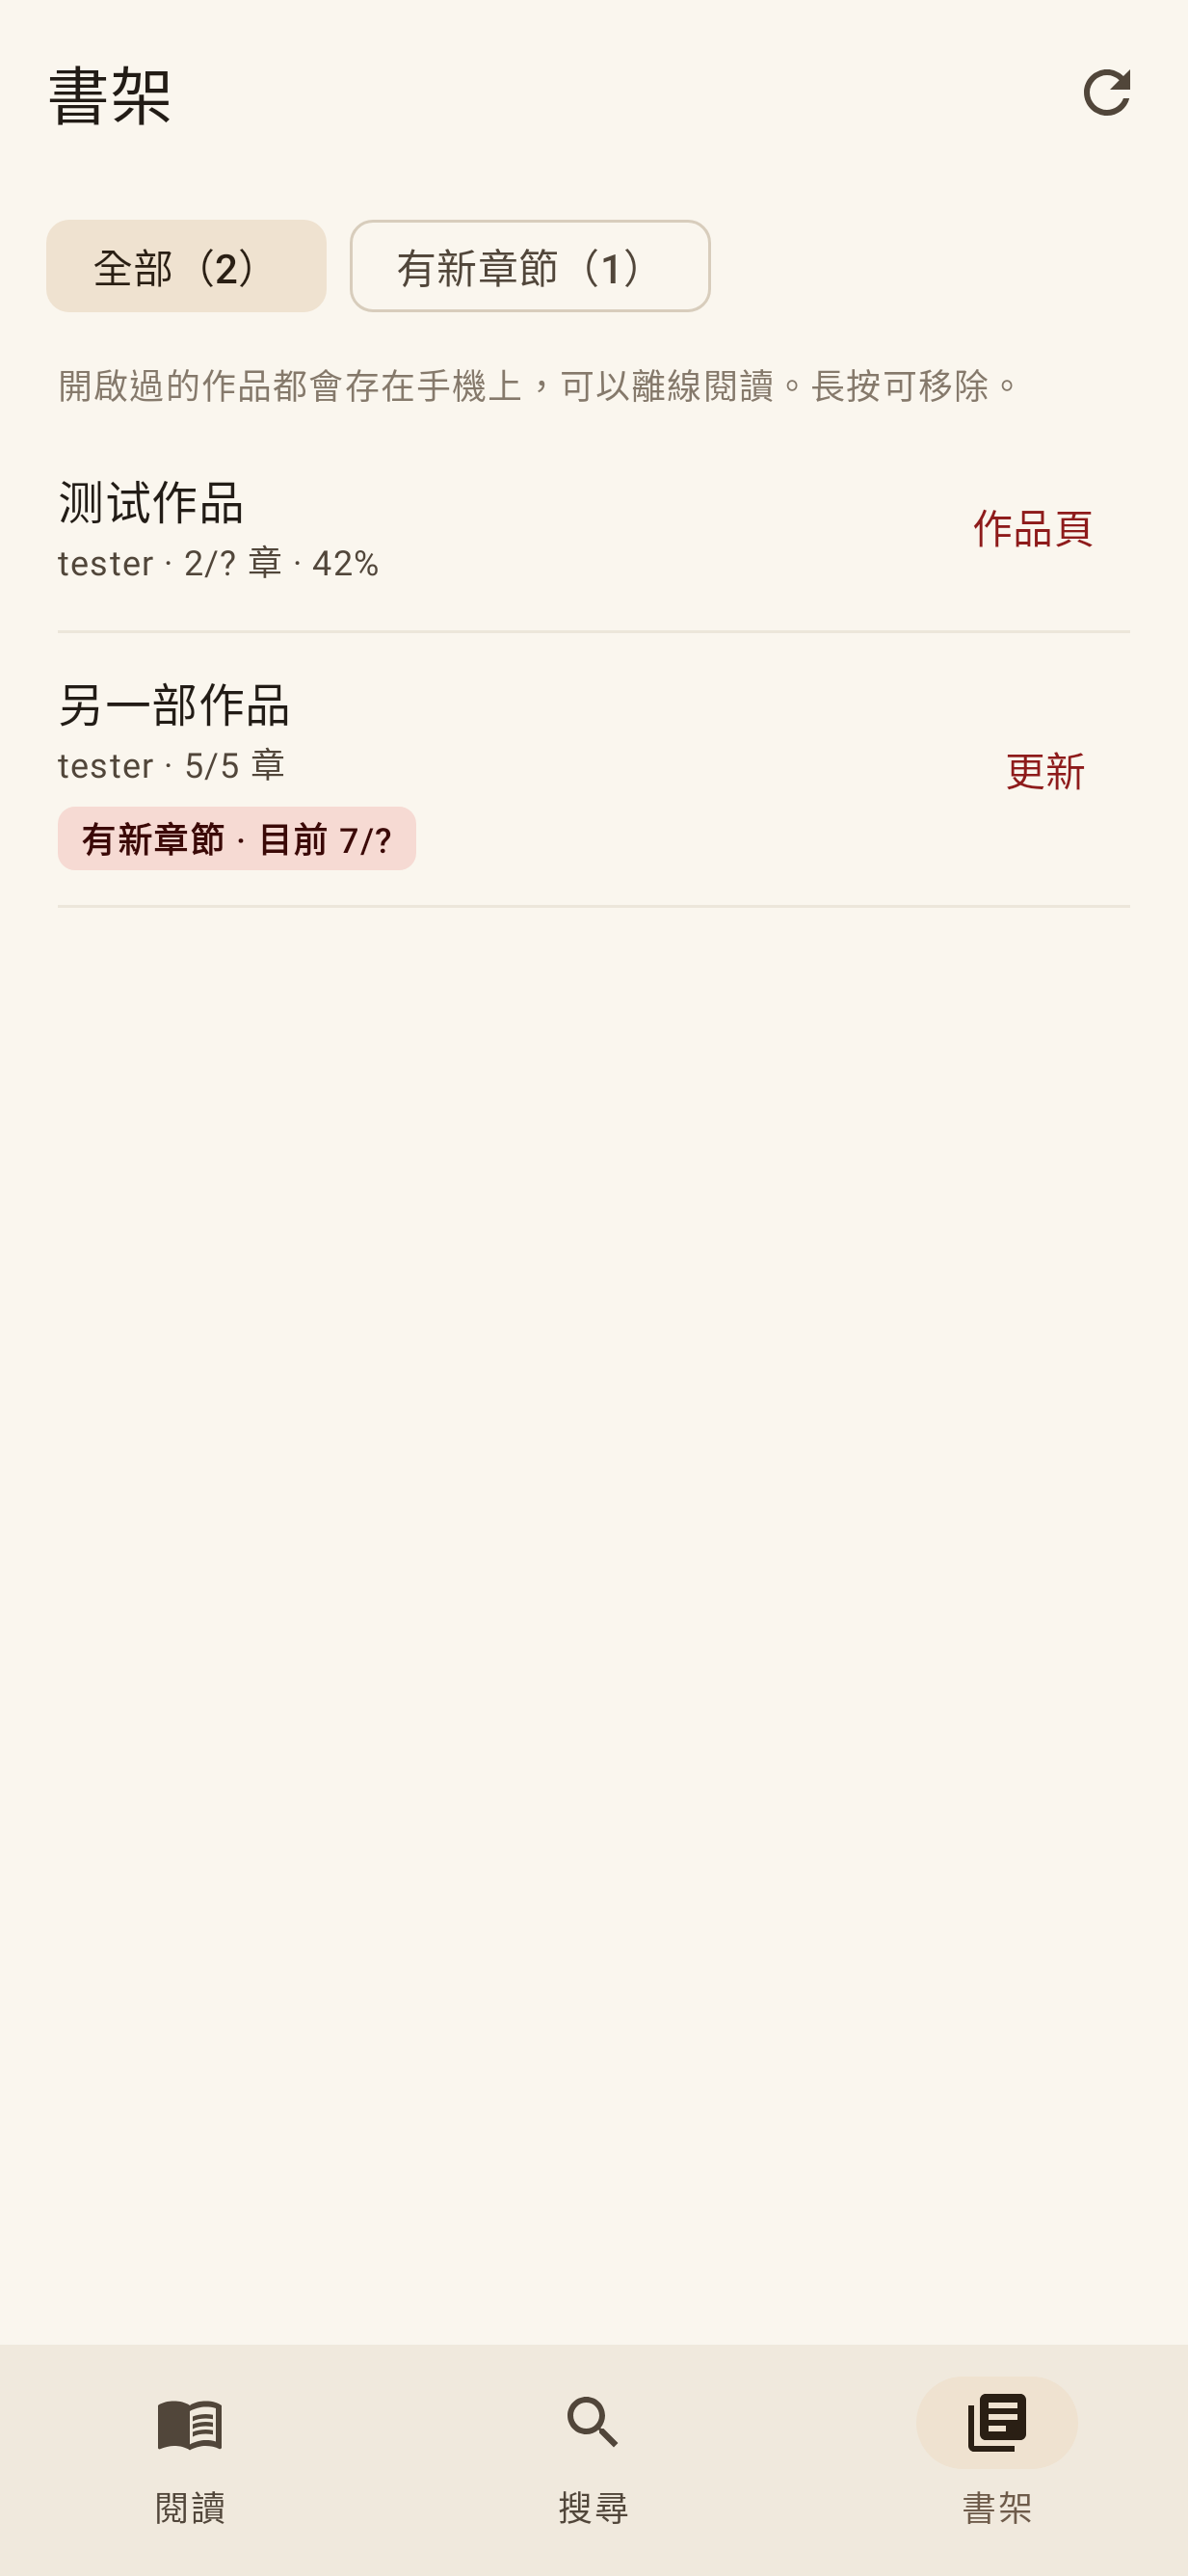 書架
全部（2）
有新章節（1）
開啟過的作品都會存在手機上，可以離線閱讀。長按可移除。
测试作品
tester · 2/? 章 · 42%
作品頁
另一部作品
tester · 5/5 章
更新
有新章節 · 目前 7/?
閱讀
搜尋
書架